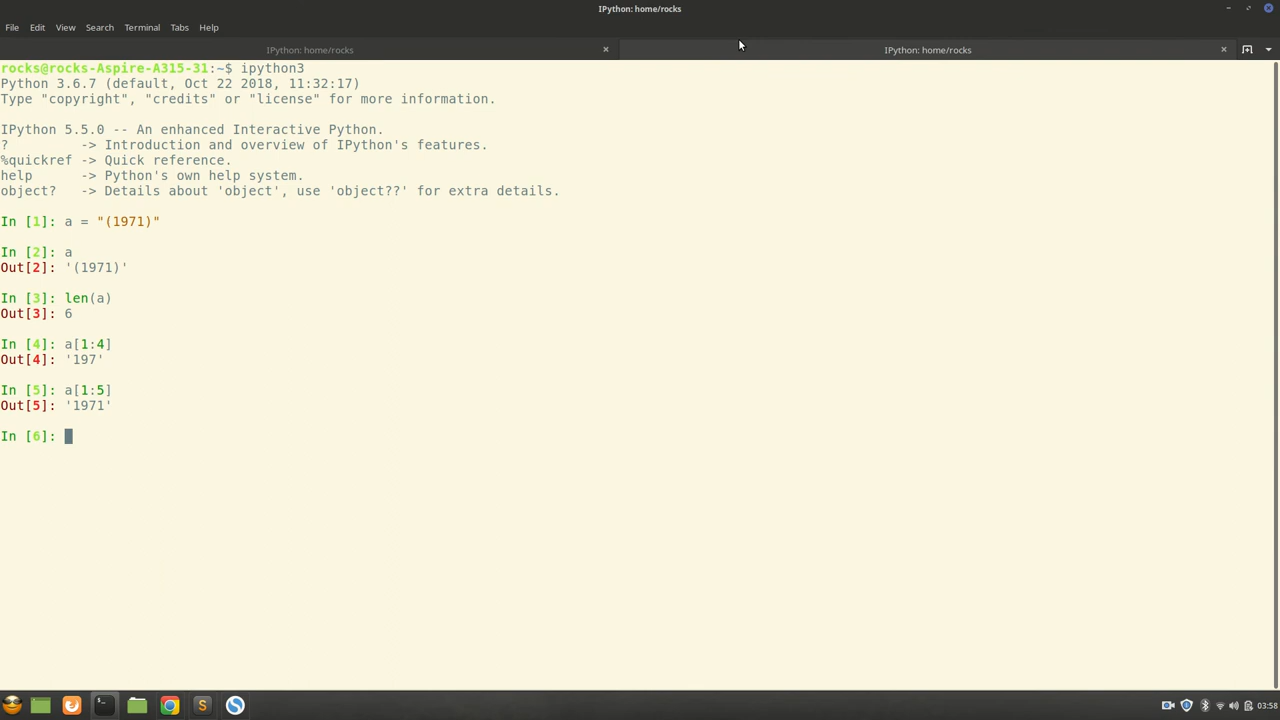 IPython: home/rocks
File Edit View Search Terminal Tabs Help
IPython: home/rocks IPython: home/rocks
rocks@rocks-Aspire-A315-31:~$ ipython3
Python 3.6.7 (default, Oct 22 2018, 11:32:17)
Type "copyright", "credits" or "license" for more information.
IPython 5.5.0 -- An enhanced Interactive Python.
?         -> Introduction and overview of IPython's features.
%quickref -> Quick reference.
help      -> Python's own help system.
object?   -> Details about 'object', use 'object??' for extra details.
In [1]: a = "(1971)"
In [2]: a
Out[2]: '(1971)'
In [3]: len(a)
Out[3]: 6
In [4]: a[1:4]
Out[4]: '197'
In [5]: a[1:5]
Out[5]: '1971'
In [6]:
03:58